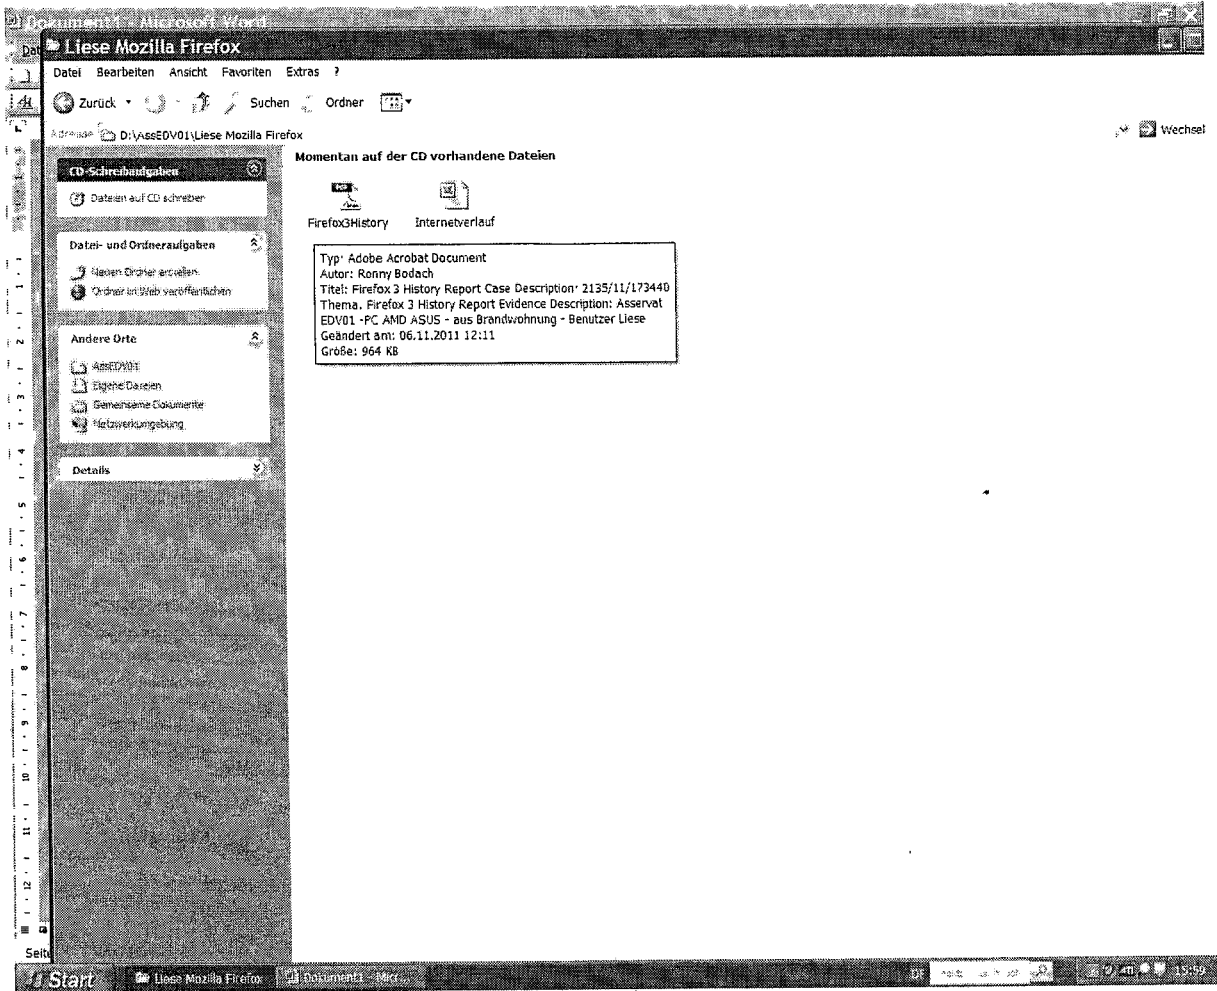 Dokument1 - Microsoft Word
Liese Mozilla Firefox
Datei Bearbeiten Ansicht Favoriten Extras ?
Zurück Suchen Ordner
Adresse D:\AssEDV01\Liese Mozilla Firefox
Wechsel
Momentan auf der CD vorhandene Dateien
CD-Schreibaufgaben
Dateien auf CD schreiben
Firefox3History Internetverlauf
Datei- und Ordneraufgaben
Neuen Ordner erstellen
Ordner im Web veröffentlichen
Typ: Adobe Acrobat Document
Autor: Ronny Bodach
Titel: Firefox 3 History Report Case Description: 2135/11/173440
Thema. Firefox 3 History Report Evidence Description: Asservat
EDV01 -PC AMD ASUS - aus Brandwohnung - Benutzer Liese
Geändert am: 06.11.2011 12:11
Größe: 964 KB
Andere Orte
AssEDV01
Eigene Dateien
Gemeinsame Dokumente
Netzwerkumgebung
Details
Seite
Start Liese Mozilla Firefox Dokument1 - Micr... DE 15:59